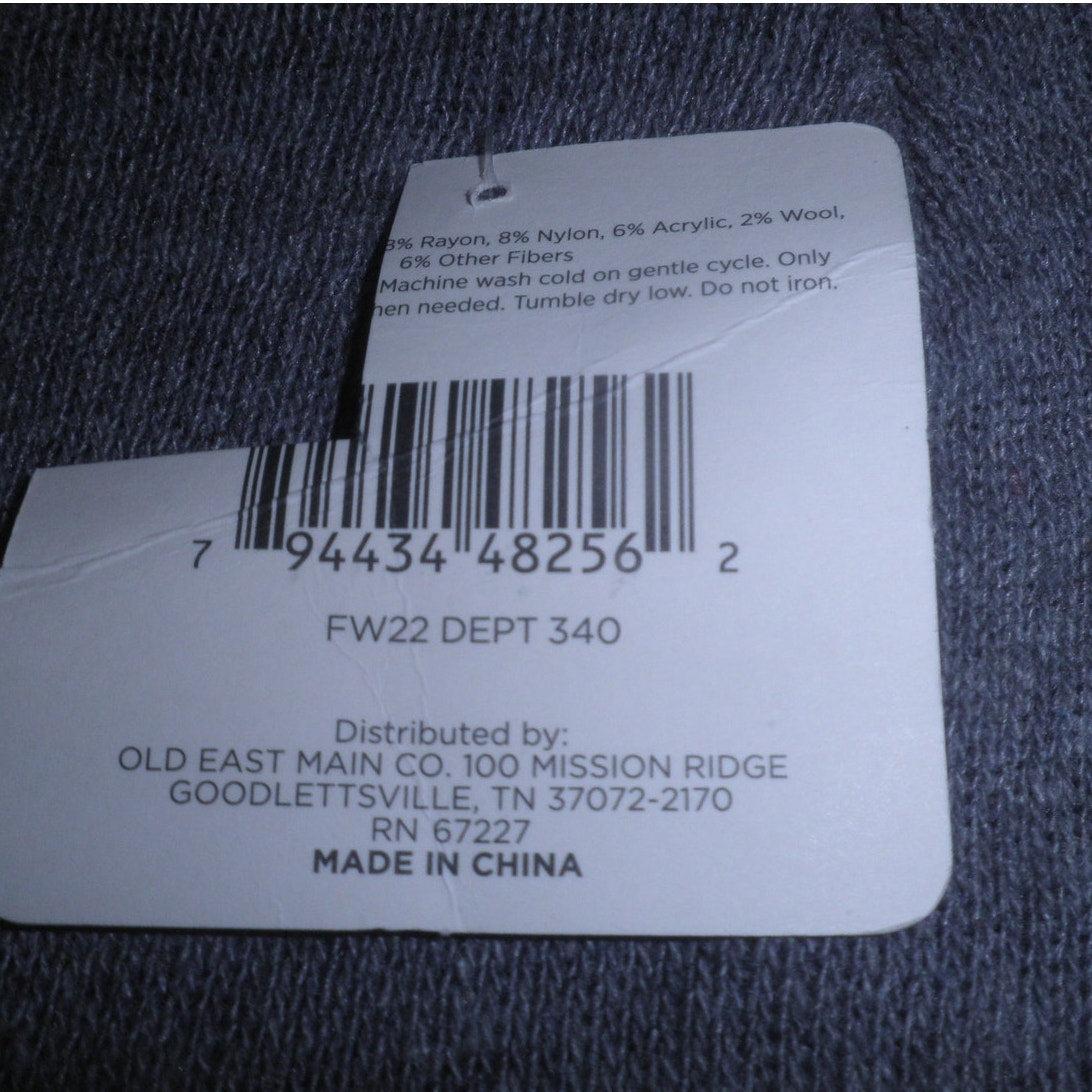 % Rayon, 8% Nylon, 6% Acrylic, 2% Wool,
6% Other Fibers
Machine wash cold on gentle cycle. Only
needed. Tumble dry low. Do not iron.
7 94434 48256 2
FW22 DEPT 340
Distributed by:
OLD EAST MAIN CO. 100 MISSION RIDGE
GOODLETTSVILLE, TN 37072-2170
RN 67227
MADE IN CHINA